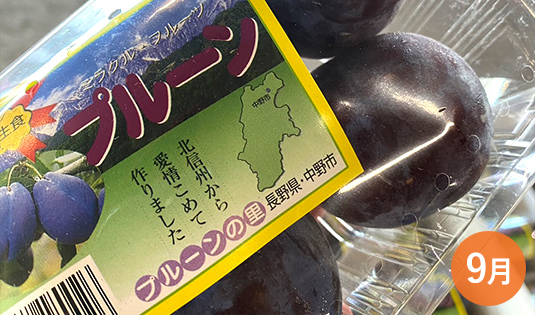 ミラクル・フルーツ
プルーン
生食
中野市
北信州から
愛情こめて
作りました
長野県・中野市
プルーンの里
9月